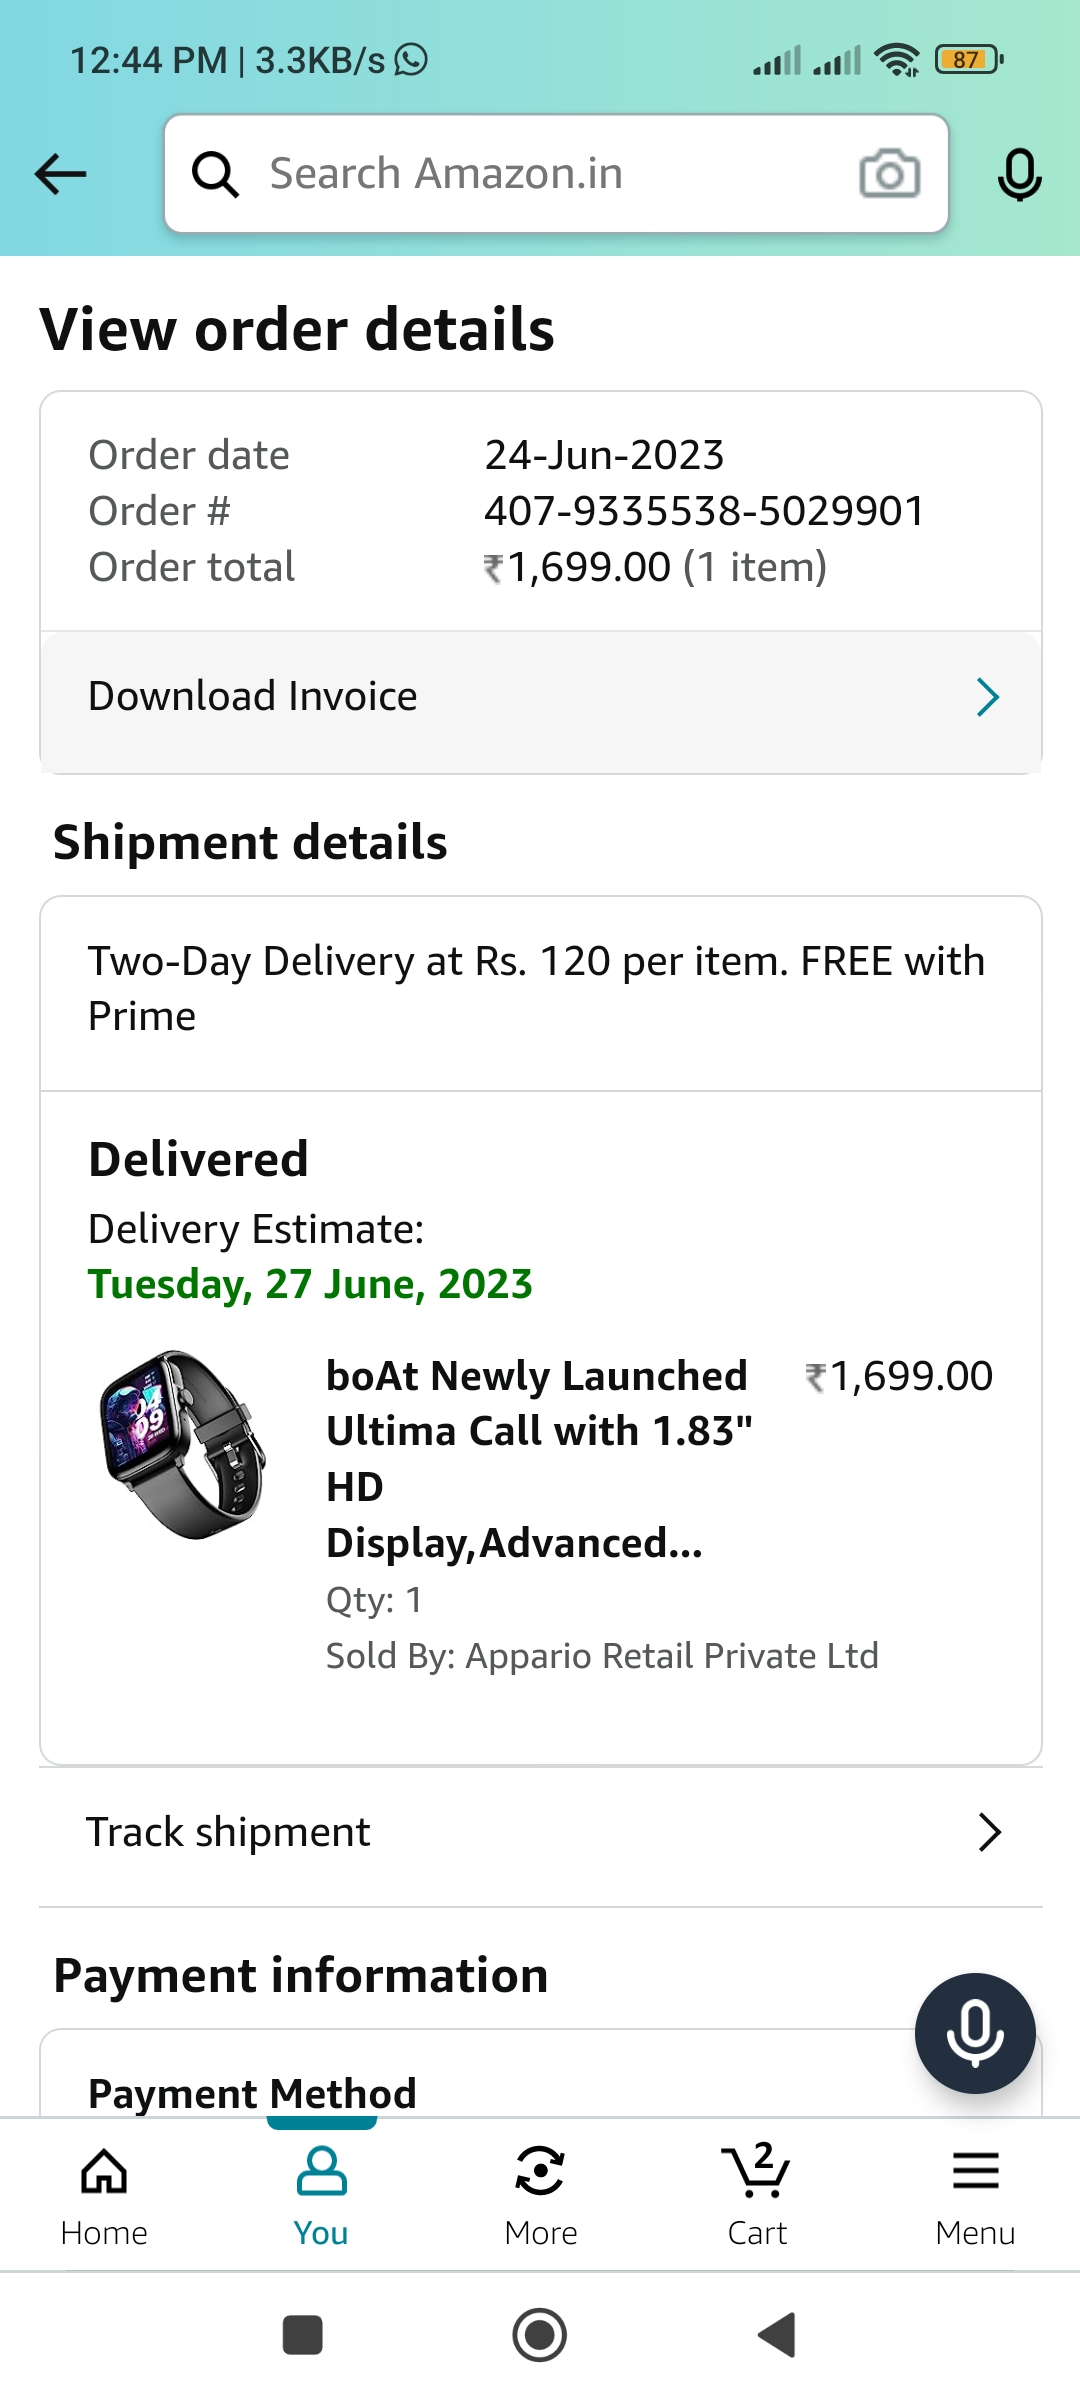 12:44 PM | 3.3KB/s
87
Search Amazon.in
View order details
Order date 24-Jun-2023
Order # 407-9335538-5029901
Order total ₹1,699.00 (1 item)
Download Invoice
Shipment details
Two-Day Delivery at Rs. 120 per item. FREE with
Prime
Delivered
Delivery Estimate:
Tuesday, 27 June, 2023
boAt Newly Launched ₹1,699.00
Ultima Call with 1.83"
HD
Display,Advanced...
Qty: 1
Sold By: Appario Retail Private Ltd
Track shipment
Payment information
Payment Method
2
Home You More Cart Menu